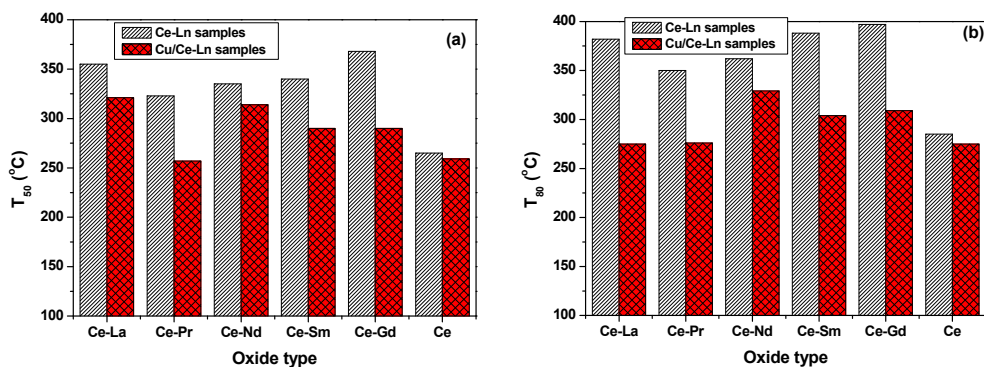 400
350
300
250
200
150
100
T50 (oC)
Ce-Ln samples
Cu/Ce-Ln samples
(a)
Ce-La Ce-Pr Ce-Nd Ce-Sm Ce-Gd Ce
Oxide type
400
350
300
250
200
150
100
T80 (oC)
Ce-Ln samples
Cu/Ce-Ln samples
(b)
Ce-La Ce-Pr Ce-Nd Ce-Sm Ce-Gd Ce
Oxide type